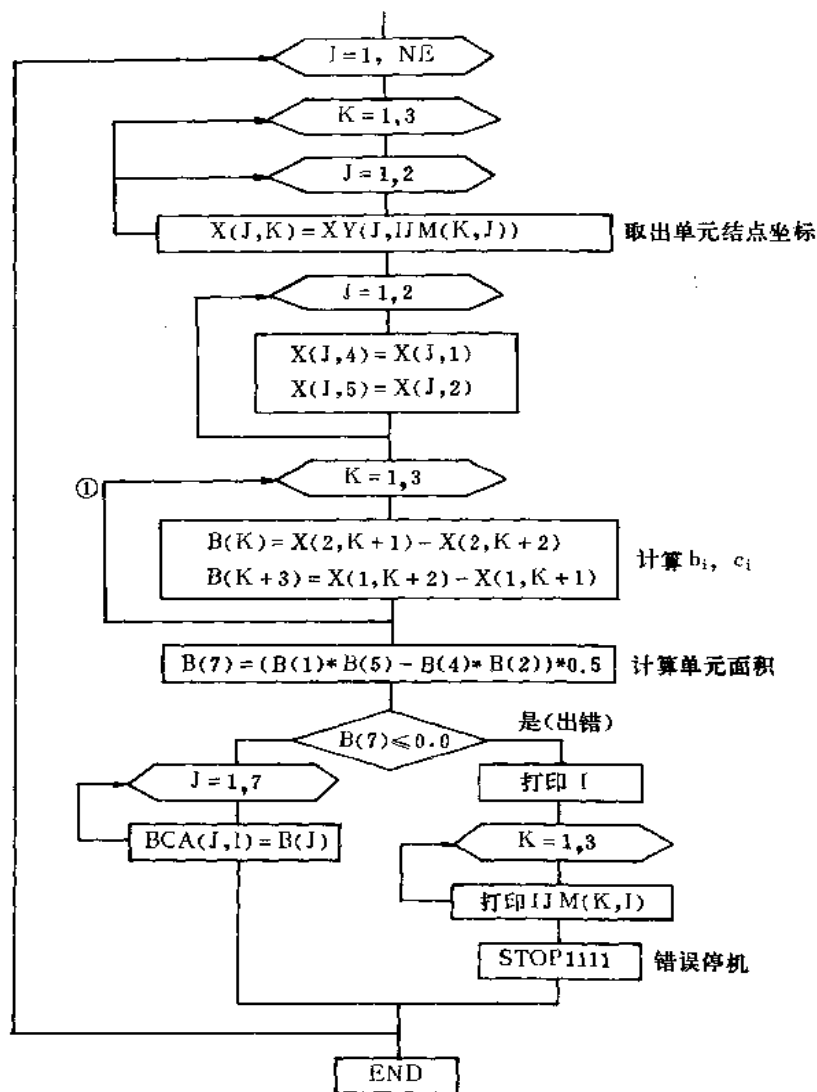 J=1, NE
K=1,3
J=1,2
X(J,K)=XY(J,IJM(K,J))
取出单元结点坐标
J=1,2
X(J,4)=X(J,1)
X(J,5)=X(J,2)
①
K=1,3
B(K)=X(2,K+1)-X(2,K+2)
B(K+3)=X(1,K+2)-X(1,K+1)
计算 bᵢ, cᵢ
B(7)=(B(1)*B(5)-B(4)*B(2))*0.5
计算单元面积
B(7)≤0.0
是(出错)
J=1,7
打印 I
BCA(J,I)=B(J)
K=1,3
打印IJM(K,I)
STOP1111
错误停机
END